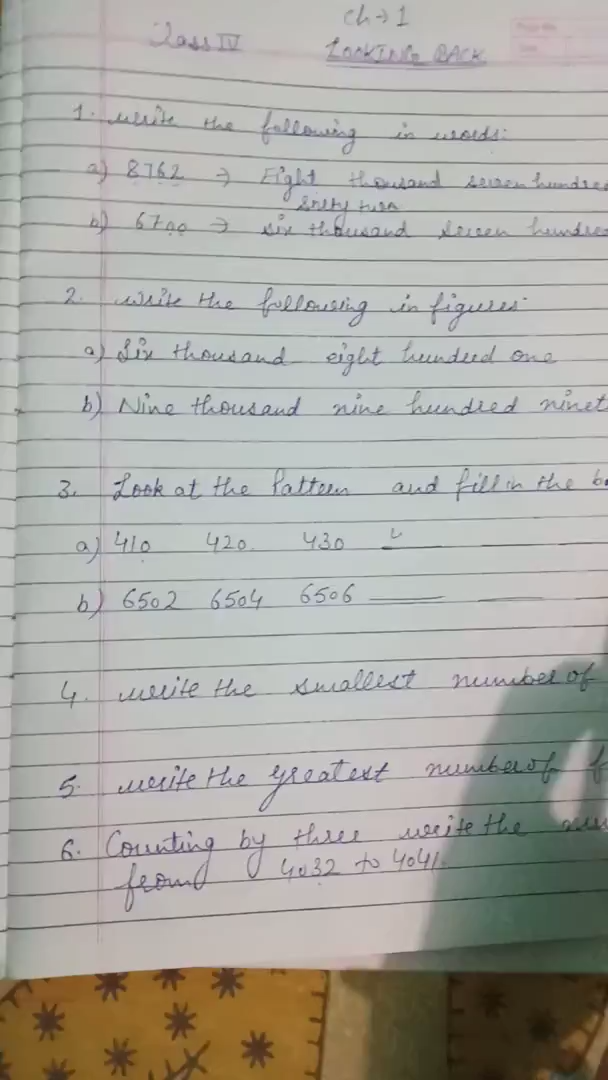 Ch → 1
Class IV LOOKING BACK
1. Write the following in words:
a) 8762 → Eight thousand seven hundred
sixty two
b) 6700 → six thousand seven hundred
2. Write the following in figures:
a) Six thousand eight hundred one
b) Nine thousand nine hundred ninet
3. Look at the Pattern and fill in the b
a) 410 420 430
b) 6502 6504 6506
4. Write the smallest number of
5. Write the greatest number of f
6. Counting by three write the nu
from 4032 to 4041.